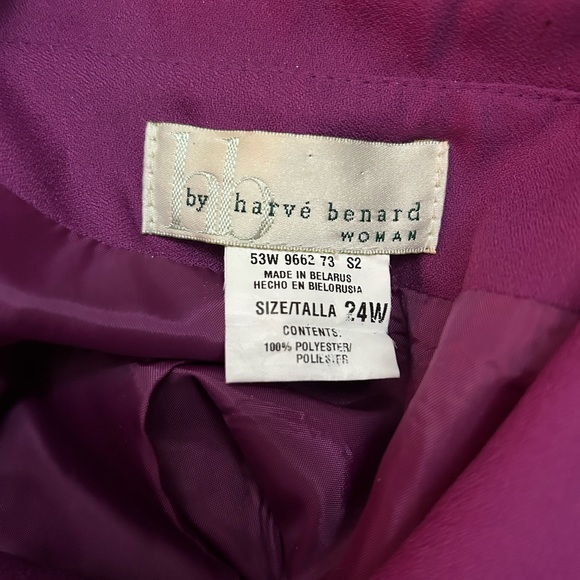 hb
by harvé benard
WOMAN
53W 9662 73 S2
MADE IN BELARUS
HECHO EN BIELORUSIA
SIZE/TALLA 24W
CONTENTS:
100% POLYESTER/
POLIESTER